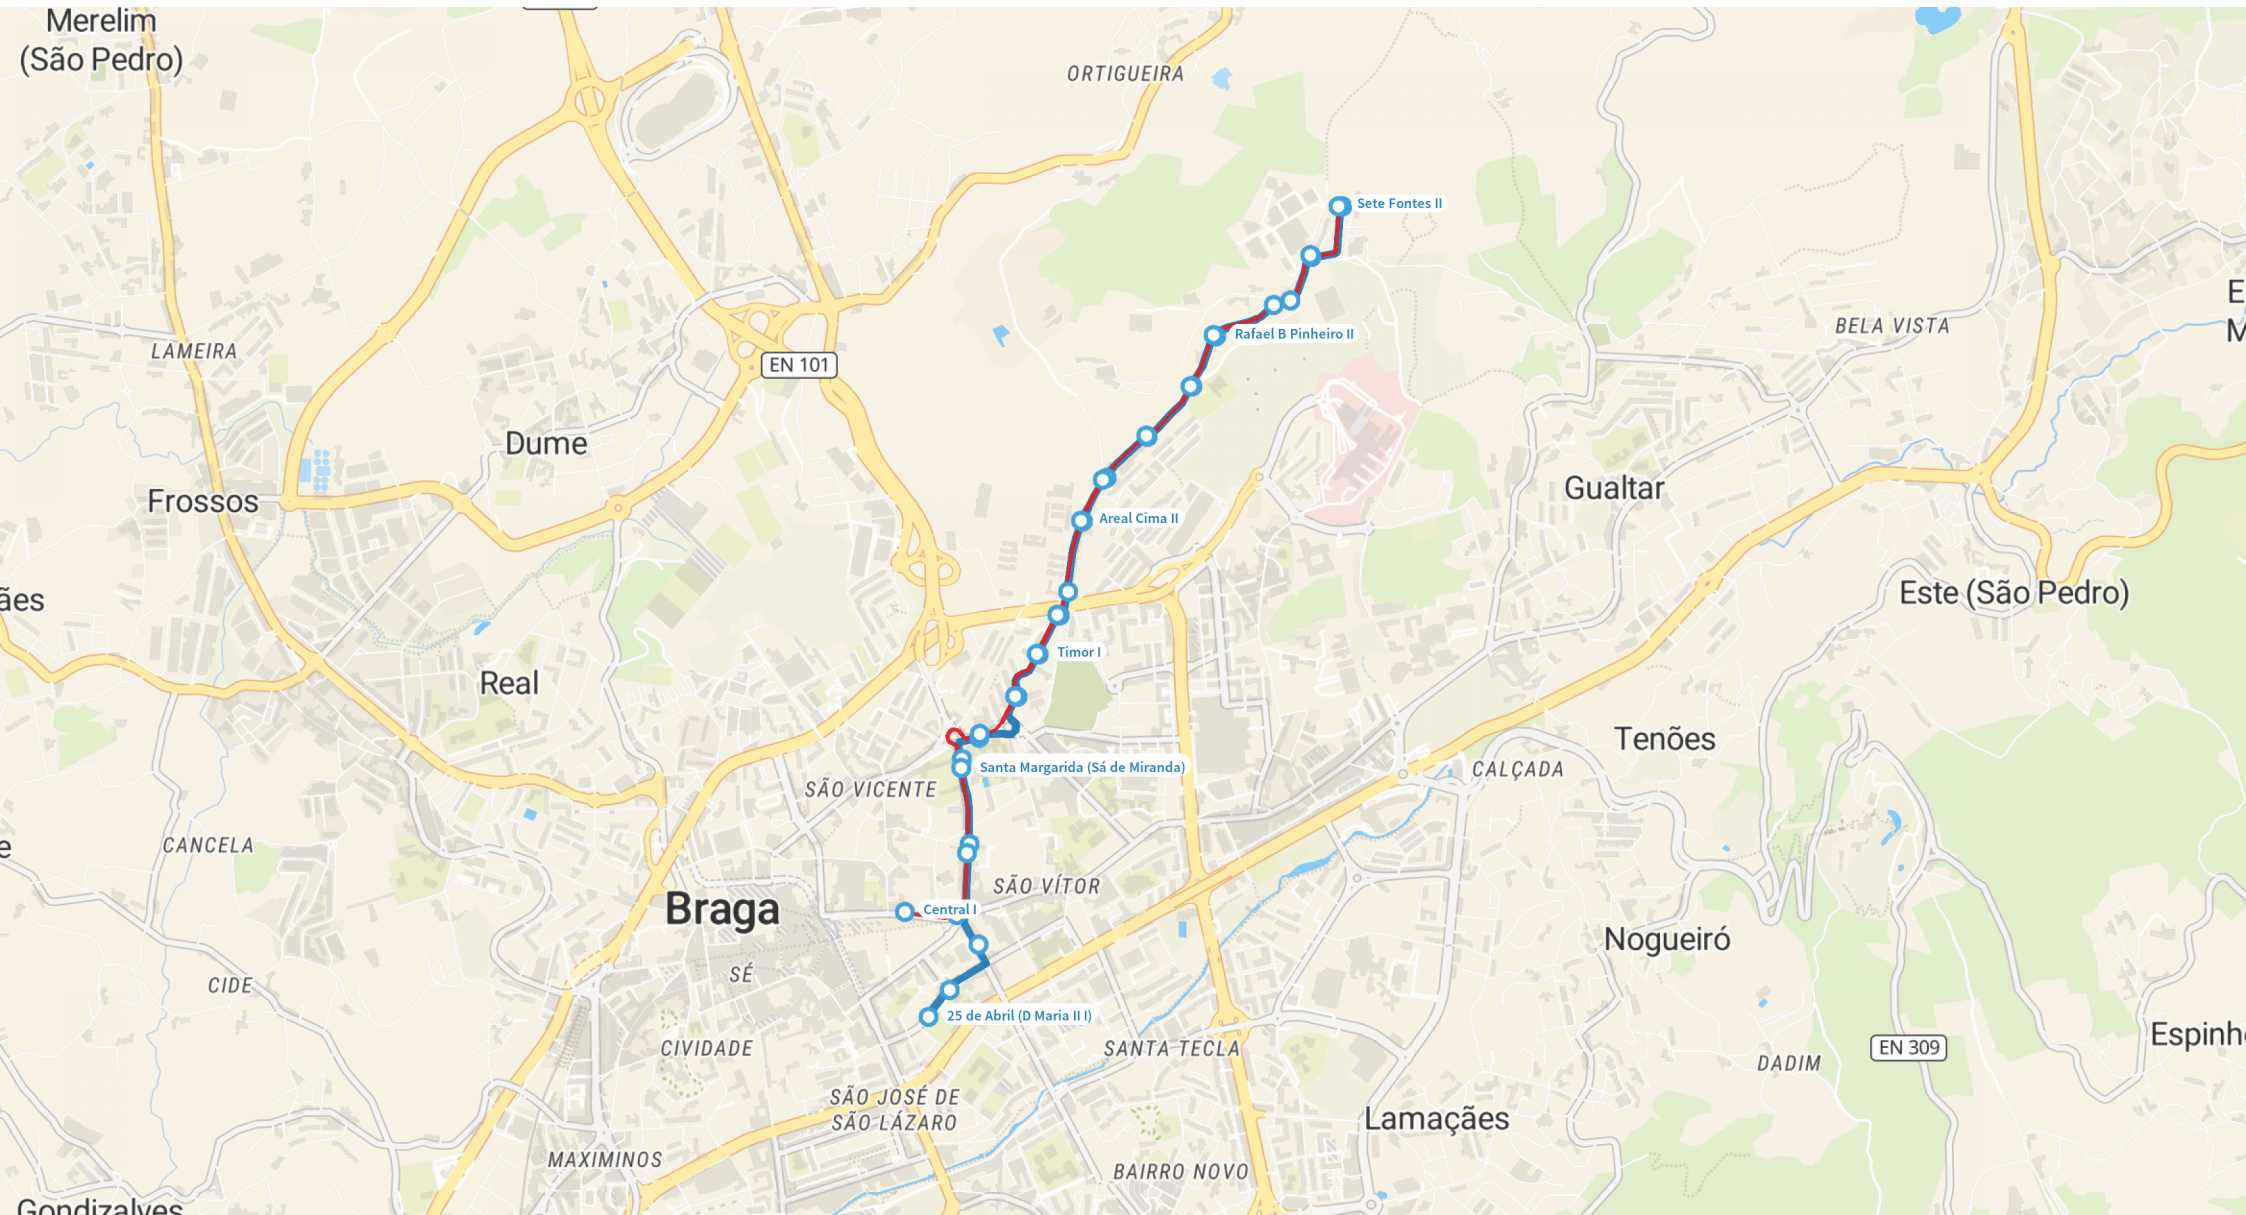 Merelim
(São Pedro)
ORTIGUEIRA
Sete Fontes II
E
M
BELA VISTA
Rafael B Pinheiro II
LAMEIRA
EN 101
Dume
Gualtar
Frossos
Areal Cima II
Este (São Pedro)
ães
Timor I
Real
Tenões
Santa Margarida (Sá de Miranda)
CALÇADA
SÃO VICENTE
CANCELA
e
SÃO VÍTOR
Braga
Central I
Nogueiró
SÉ
CIDE
25 de Abril (D Maria II I)
Espinh
CIVIDADE
SANTA TECLA
EN 309
DADIM
SÃO JOSÉ DE
SÃO LÁZARO
Lamaçães
MAXIMINOS
BAIRRO NOVO
Gondizalves